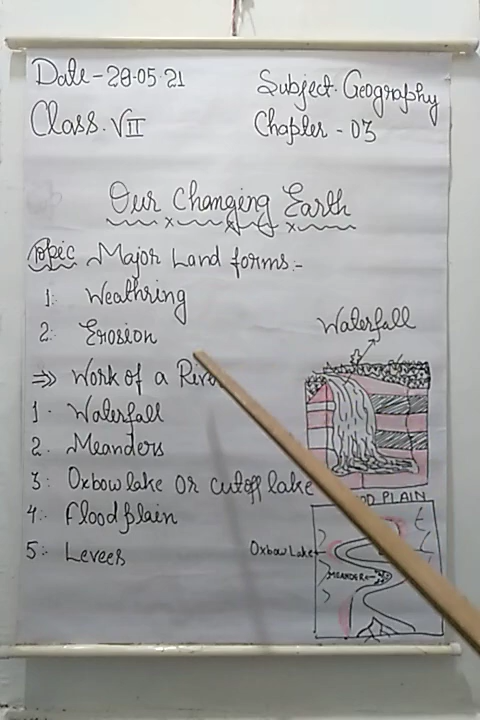 Date - 28.05.21
Subject. Geography
Class. VII
Chapter - 03
Our Changing Earth
Topic Major Land forms:-
1: Weathring
2: Erosion
⇒ Work of a
1. Waterfall
2. Meanders
3: Oxbow lake or cutoff lake
4. Flood plain
5: Levees
Waterfall
PLAIN
Oxbow Lake
MEANDER